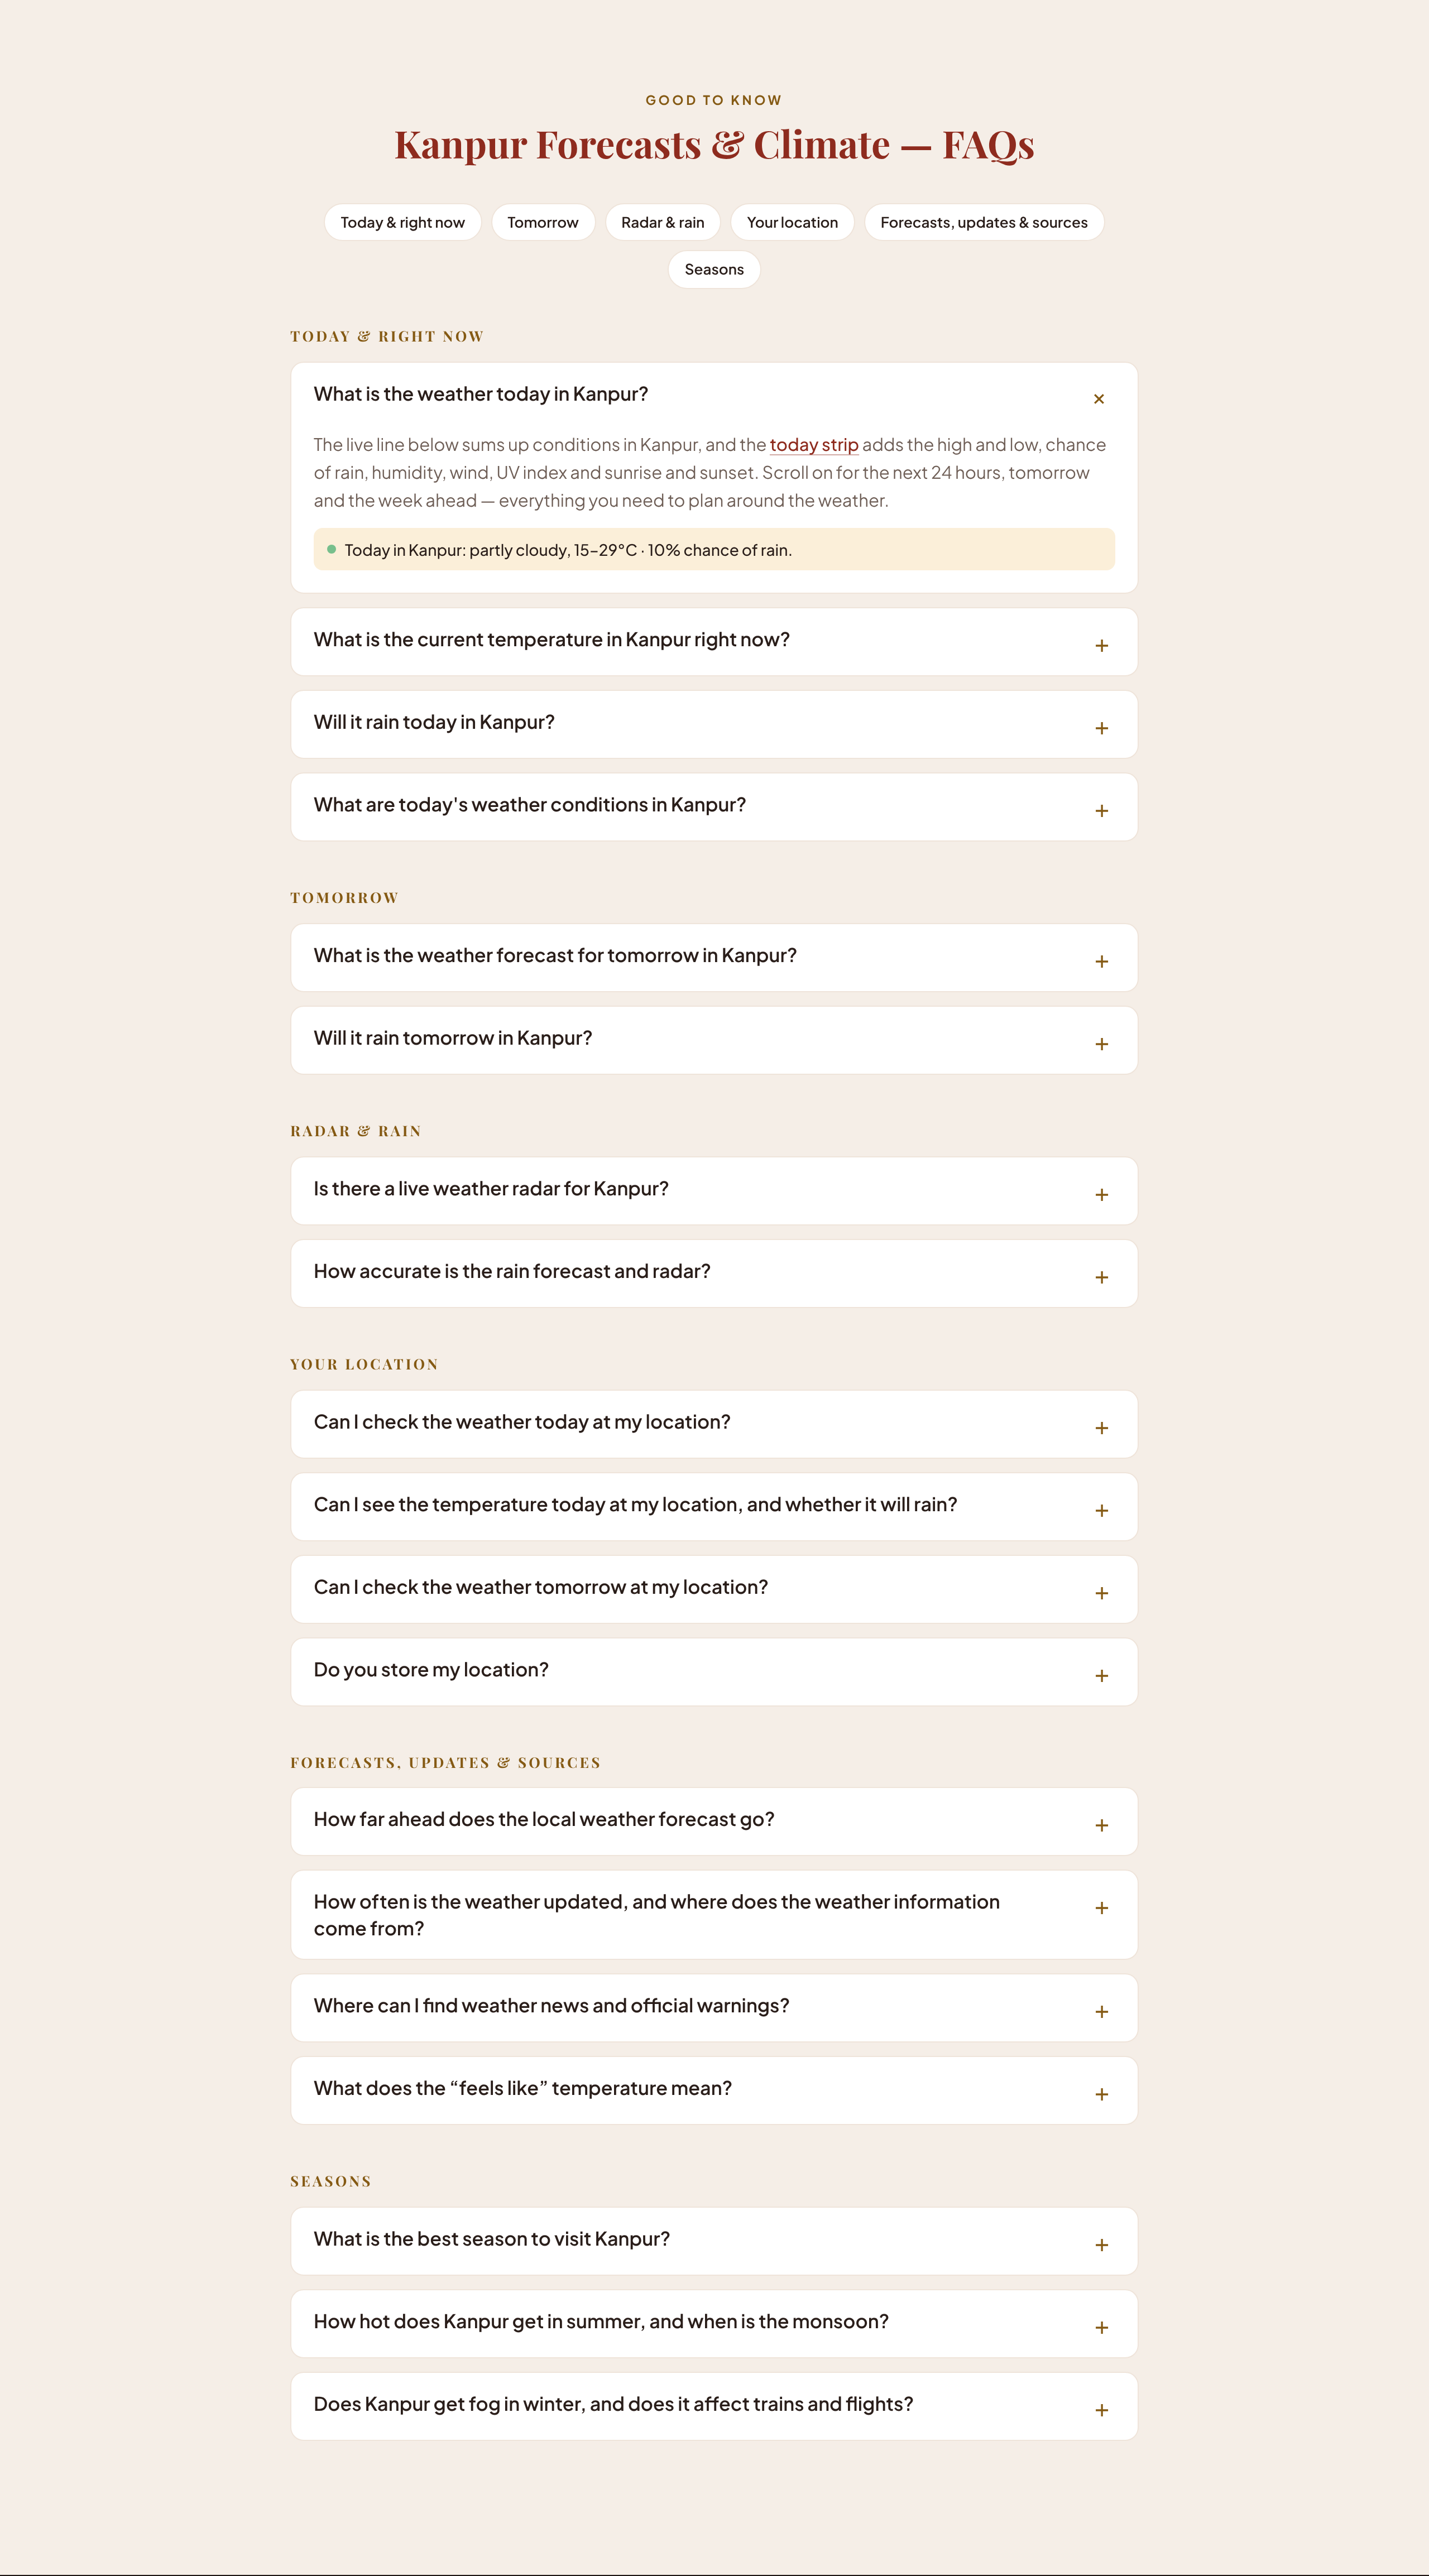 GOOD TO KNOW
Kanpur Forecasts & Climate — FAQs
Today & right now
Tomorrow
Radar & rain
Your location
Forecasts, updates & sources
Seasons
TODAY & RIGHT NOW
What is the weather today in Kanpur?
The live line below sums up conditions in Kanpur, and the today strip adds the high and low, chance
of rain, humidity, wind, UV index and sunrise and sunset. Scroll on for the next 24 hours, tomorrow
and the week ahead — everything you need to plan around the weather.
Today in Kanpur: partly cloudy, 15–29°C · 10% chance of rain.
What is the current temperature in Kanpur right now?
Will it rain today in Kanpur?
What are today's weather conditions in Kanpur?
TOMORROW
What is the weather forecast for tomorrow in Kanpur?
Will it rain tomorrow in Kanpur?
RADAR & RAIN
Is there a live weather radar for Kanpur?
How accurate is the rain forecast and radar?
YOUR LOCATION
Can I check the weather today at my location?
Can I see the temperature today at my location, and whether it will rain?
Can I check the weather tomorrow at my location?
Do you store my location?
FORECASTS, UPDATES & SOURCES
How far ahead does the local weather forecast go?
How often is the weather updated, and where does the weather information
come from?
Where can I find weather news and official warnings?
What does the “feels like” temperature mean?
SEASONS
What is the best season to visit Kanpur?
How hot does Kanpur get in summer, and when is the monsoon?
Does Kanpur get fog in winter, and does it affect trains and flights?